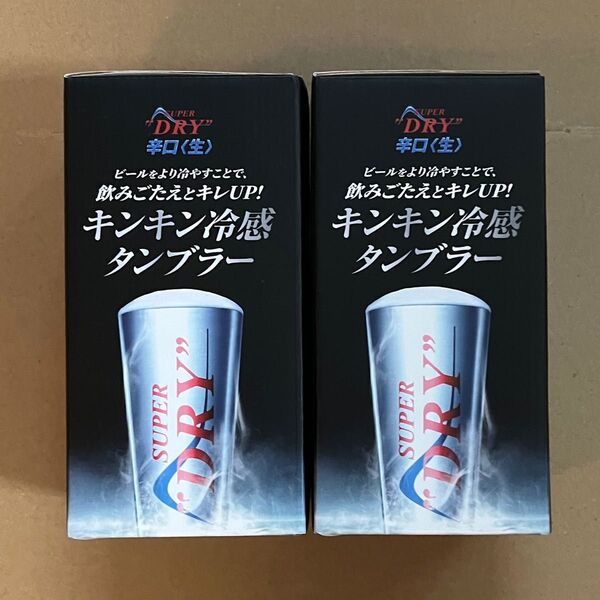 SUPER
"DRY"
辛口〈生〉
ビールをより冷やすことで、
飲みごたえとキレUP!
キンキン冷感
タンブラー
SUPER
"DRY"
SUPER
"DRY"
辛口〈生〉
ビールをより冷やすことで、
飲みごたえとキレUP!
キンキン冷感
タンブラー
SUPER
"DRY"